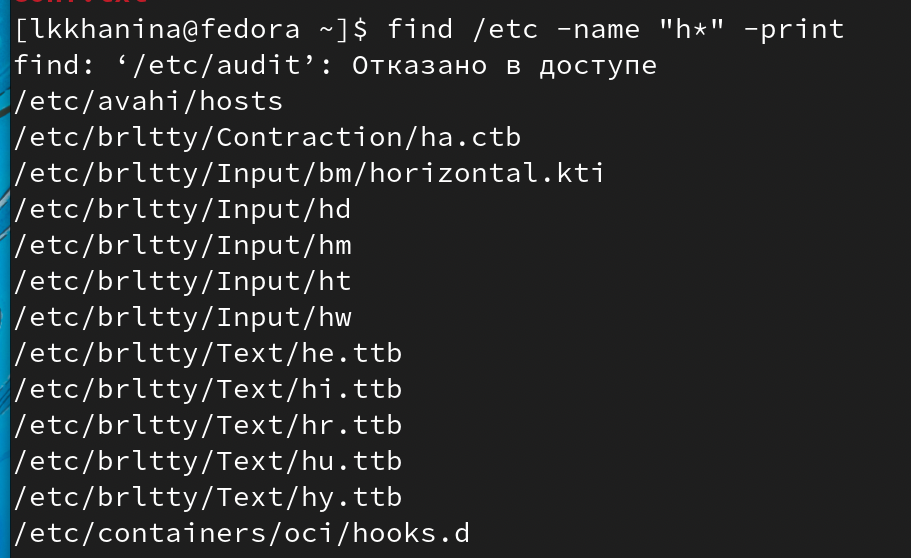 [lkkhanina@fedora ~]$ find /etc -name "h*" -print
find: ‘/etc/audit’: Отказано в доступе
/etc/avahi/hosts
/etc/brltty/Contraction/ha.ctb
/etc/brltty/Input/bm/horizontal.kti
/etc/brltty/Input/hd
/etc/brltty/Input/hm
/etc/brltty/Input/ht
/etc/brltty/Input/hw
/etc/brltty/Text/he.ttb
/etc/brltty/Text/hi.ttb
/etc/brltty/Text/hr.ttb
/etc/brltty/Text/hu.ttb
/etc/brltty/Text/hy.ttb
/etc/containers/oci/hooks.d